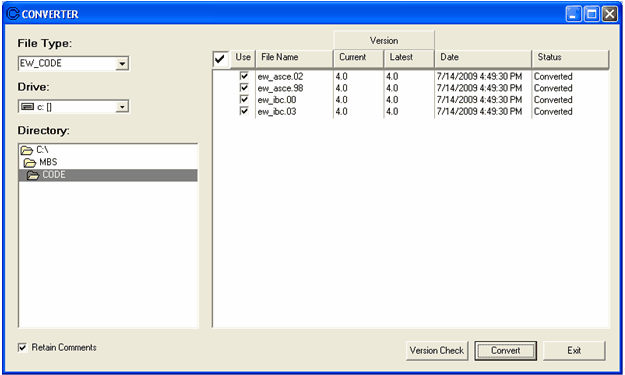 CONVERTER
File Type:
EW_CODE
Drive:
c: []
Directory:
C:\
MBS
CODE
Retain Comments
Version
Use File Name Current Latest Date Status
ew_asce.02 4.0 4.0 7/14/2009 4:49:30 PM Converted
ew_asce.98 4.0 4.0 7/14/2009 4:49:30 PM Converted
ew_ibc.00 4.0 4.0 7/14/2009 4:49:30 PM Converted
ew_ibc.03 4.0 4.0 7/14/2009 4:49:30 PM Converted
Version Check Convert Exit